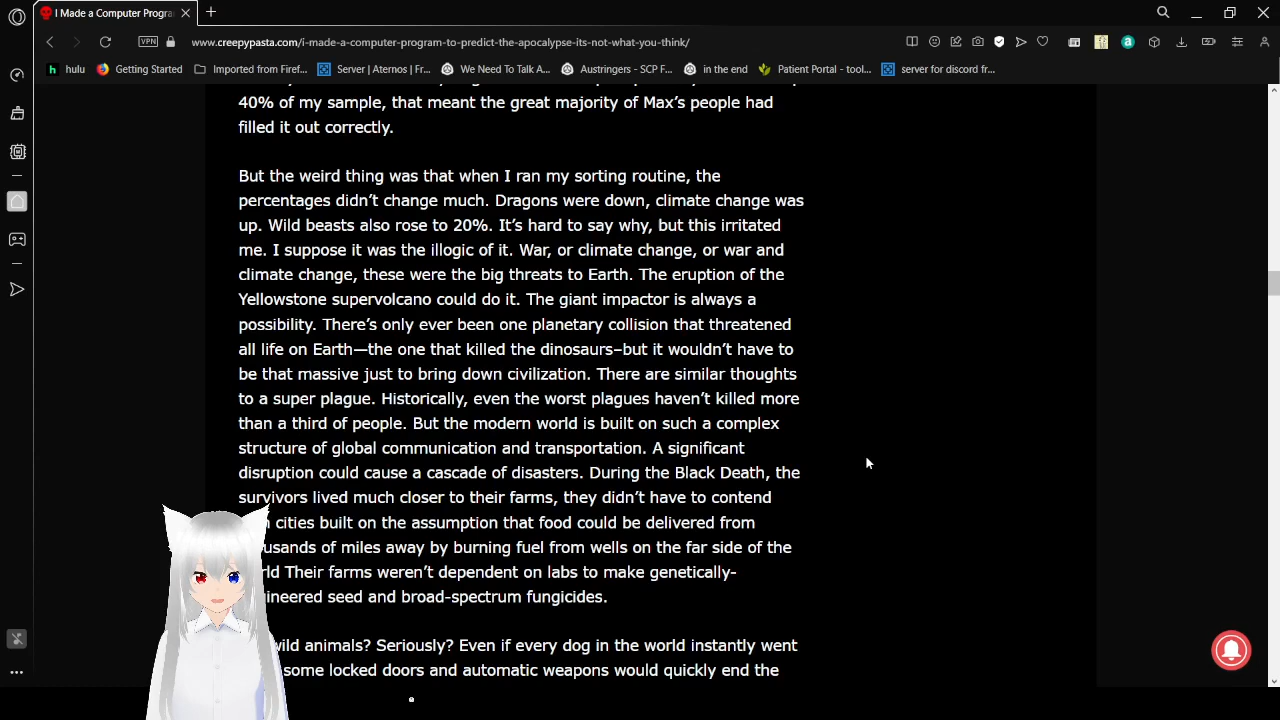 I Made a Computer Progra
VPN
www.creepypasta.com/i-made-a-computer-program-to-predict-the-apocalypse-its-not-what-you-think/
hulu
Getting Started
Imported from Firef...
Server | Aternos | Fr...
We Need To Talk A...
Austringers - SCP F...
in the end
Patient Portal - tool...
server for discord fr...
40% of my sample, that meant the great majority of Max’s people had
filled it out correctly.
But the weird thing was that when I ran my sorting routine, the
percentages didn’t change much. Dragons were down, climate change was
up. Wild beasts also rose to 20%. It’s hard to say why, but this irritated
me. I suppose it was the illogic of it. War, or climate change, or war and
climate change, these were the big threats to Earth. The eruption of the
Yellowstone supervolcano could do it. The giant impactor is always a
possibility. There’s only ever been one planetary collision that threatened
all life on Earth—the one that killed the dinosaurs–but it wouldn’t have to
be that massive just to bring down civilization. There are similar thoughts
to a super plague. Historically, even the worst plagues haven’t killed more
than a third of people. But the modern world is built on such a complex
structure of global communication and transportation. A significant
disruption could cause a cascade of disasters. During the Black Death, the
survivors lived much closer to their farms, they didn’t have to contend
cities built on the assumption that food could be delivered from
usands of miles away by burning fuel from wells on the far side of the
rld Their farms weren’t dependent on labs to make genetically-
ineered seed and broad-spectrum fungicides.
wild animals? Seriously? Even if every dog in the world instantly went
some locked doors and automatic weapons would quickly end the